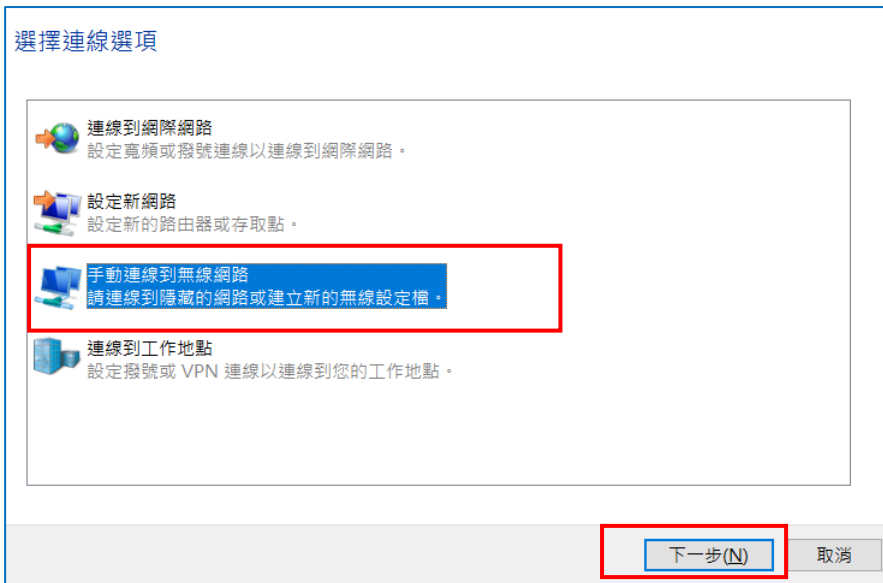 選擇連線選項
連線到網際網路
設定寬頻或撥號連線以連線到網際網路。
設定新網路
設定新的路由器或存取點。
手動連線到無線網路
請連線到隱藏的網路或建立新的無線設定檔。
連線到工作地點
設定撥號或 VPN 連線以連線到您的工作地點。
下一步(N) 取消